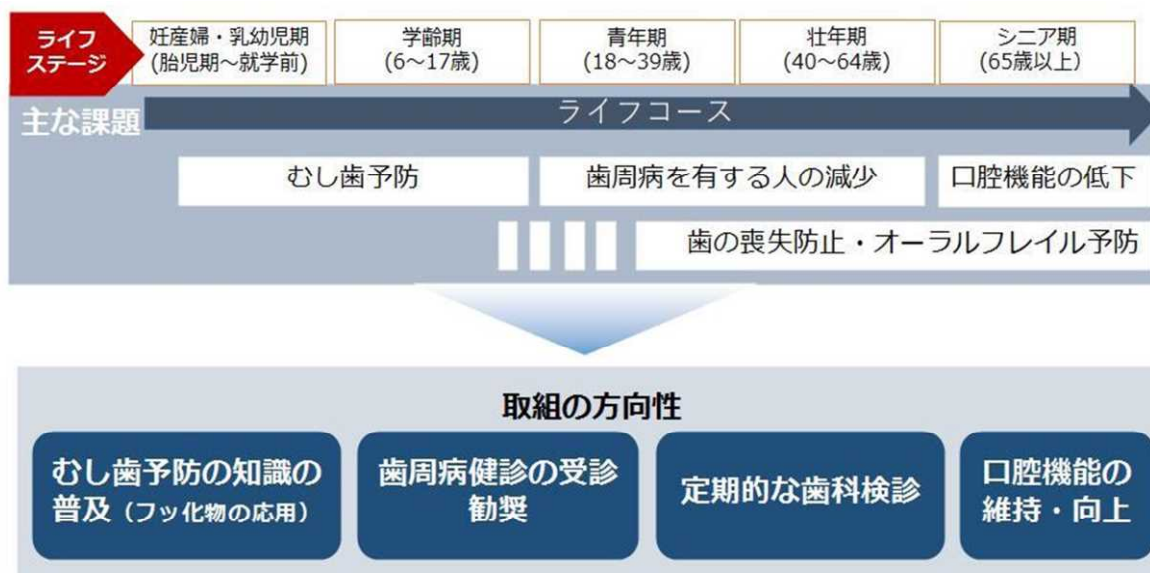 ライフ
ステージ
妊産婦・乳幼児期
(胎児期～就学前)
学齢期
(6～17歳)
青年期
(18～39歳)
壮年期
(40～64歳)
シニア期
(65歳以上)
主な課題
ライフコース
むし歯予防
歯周病を有する人の減少
口腔機能の低下
歯の喪失防止・オーラルフレイル予防
取組の方向性
むし歯予防の知識の
普及（フッ化物の応用）
歯周病健診の受診
勧奨
定期的な歯科検診
口腔機能の
維持・向上